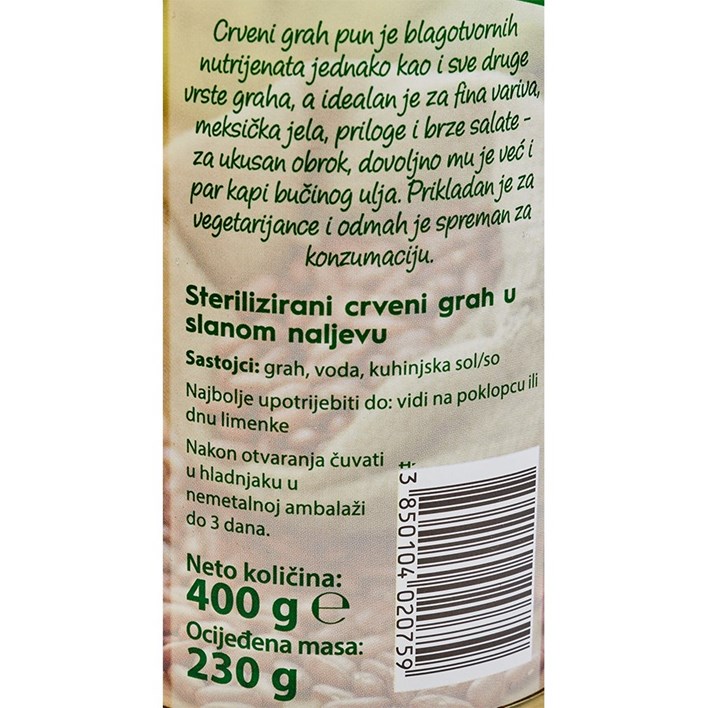 Crveni grah pun je blagotvornih
nutrijenata jednako kao i sve druge
vrste graha, a idealan je za fina variva,
meksička jela, priloge i brze salate -
za ukusan obrok, dovoljno mu je već i
par kapi bučinog ulja. Prikladan je za
vegetarijance i odmah je spreman za
konzumaciju.
Sterilizirani crveni grah u
slanom naljevu
Sastojci: grah, voda, kuhinjska sol/so
Najbolje upotrijebiti do: vidi na poklopcu ili
dnu limenke
Nakon otvaranja čuvati
u hladnjaku u
nemetalnoj ambalaži
do 3 dana.
Neto količina:
400 g ℮
Ocijeđena masa:
230 g
3 850104 020759